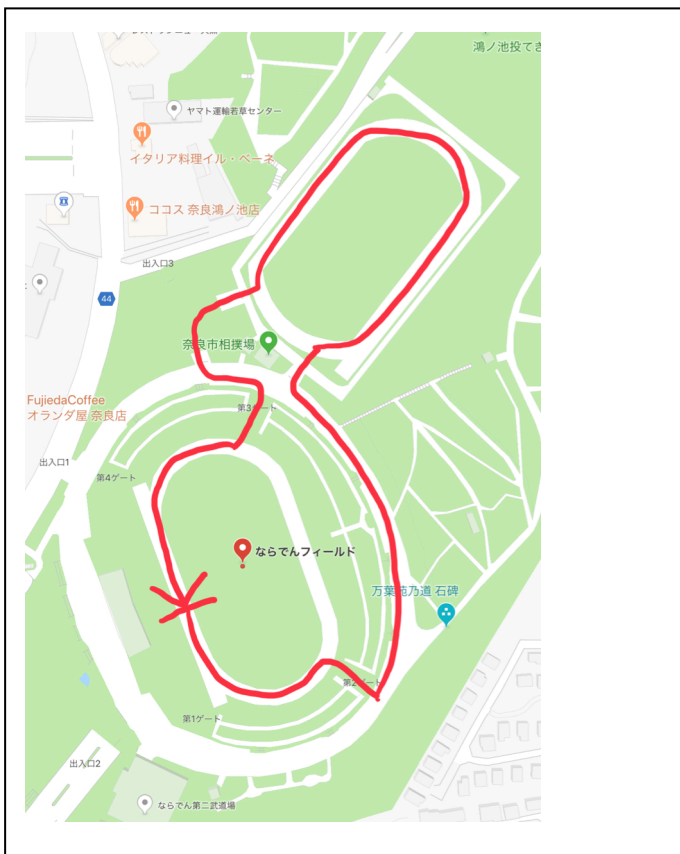 鴻ノ池投てき
ヤマト運輸若草センター
イタリア料理イル・ベーネ
ココス 奈良鴻ノ池店
出入口3
44
奈良市相撲場
FujiedaCoffee
オランダ屋 奈良店
第3ゲート
出入口1
第4ゲート
ならでんフィールド
万葉苑乃道 石碑
第2ゲート
第1ゲート
出入口2
ならでん第二武道場